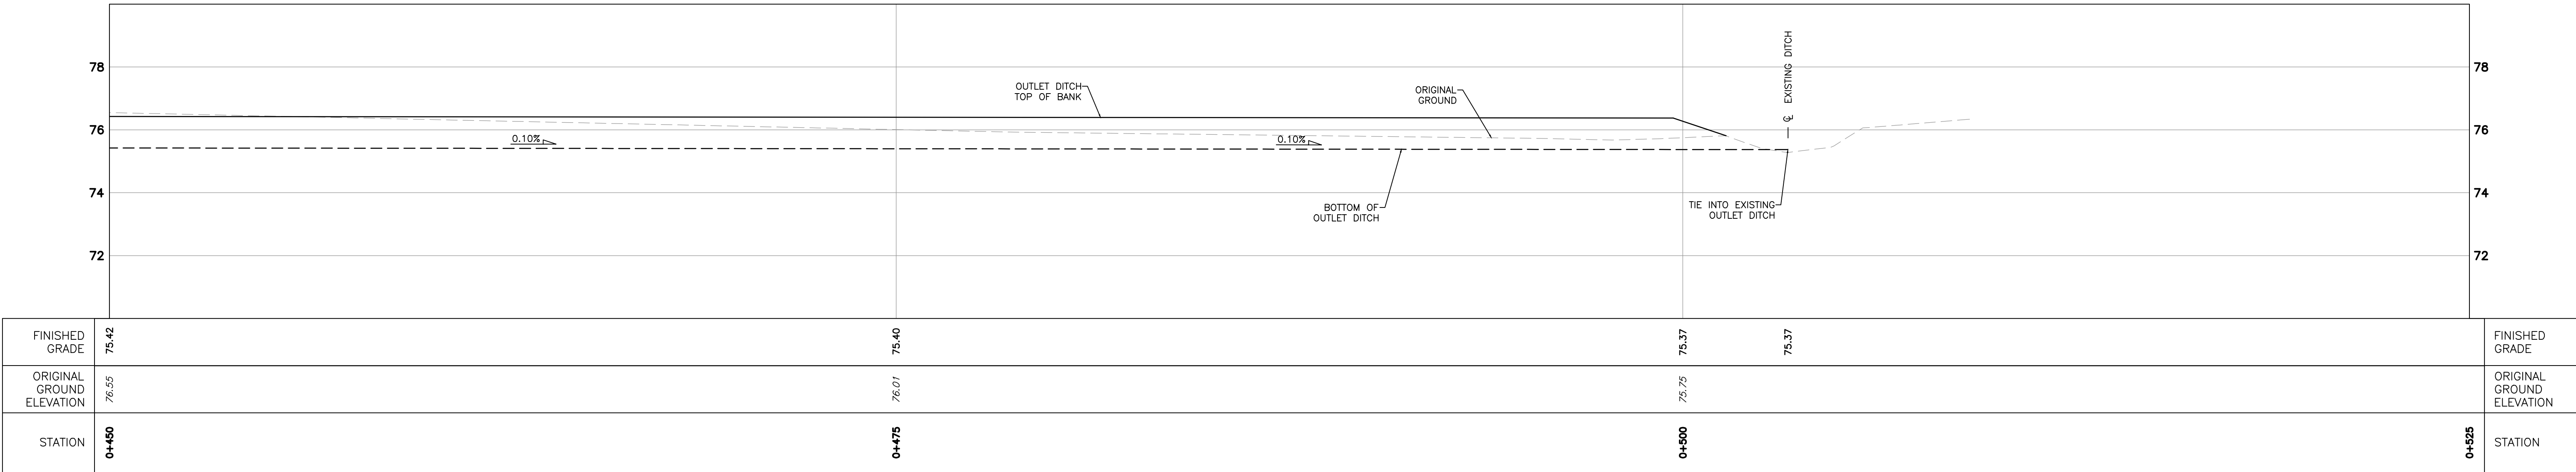 EXISTING DITCH
℄
78
78
OUTLET DITCH
TOP OF BANK
ORIGINAL
GROUND
76
76
0.10%
0.10%
74
74
BOTTOM OF
OUTLET DITCH
TIE INTO EXISTING
OUTLET DITCH
72
72
FINISHED
GRADE
75.42
75.40
75.37
75.37
FINISHED
GRADE
ORIGINAL
GROUND
ELEVATION
76.55
76.01
75.75
ORIGINAL
GROUND
ELEVATION
STATION
0+450
0+475
0+500
0+525
STATION